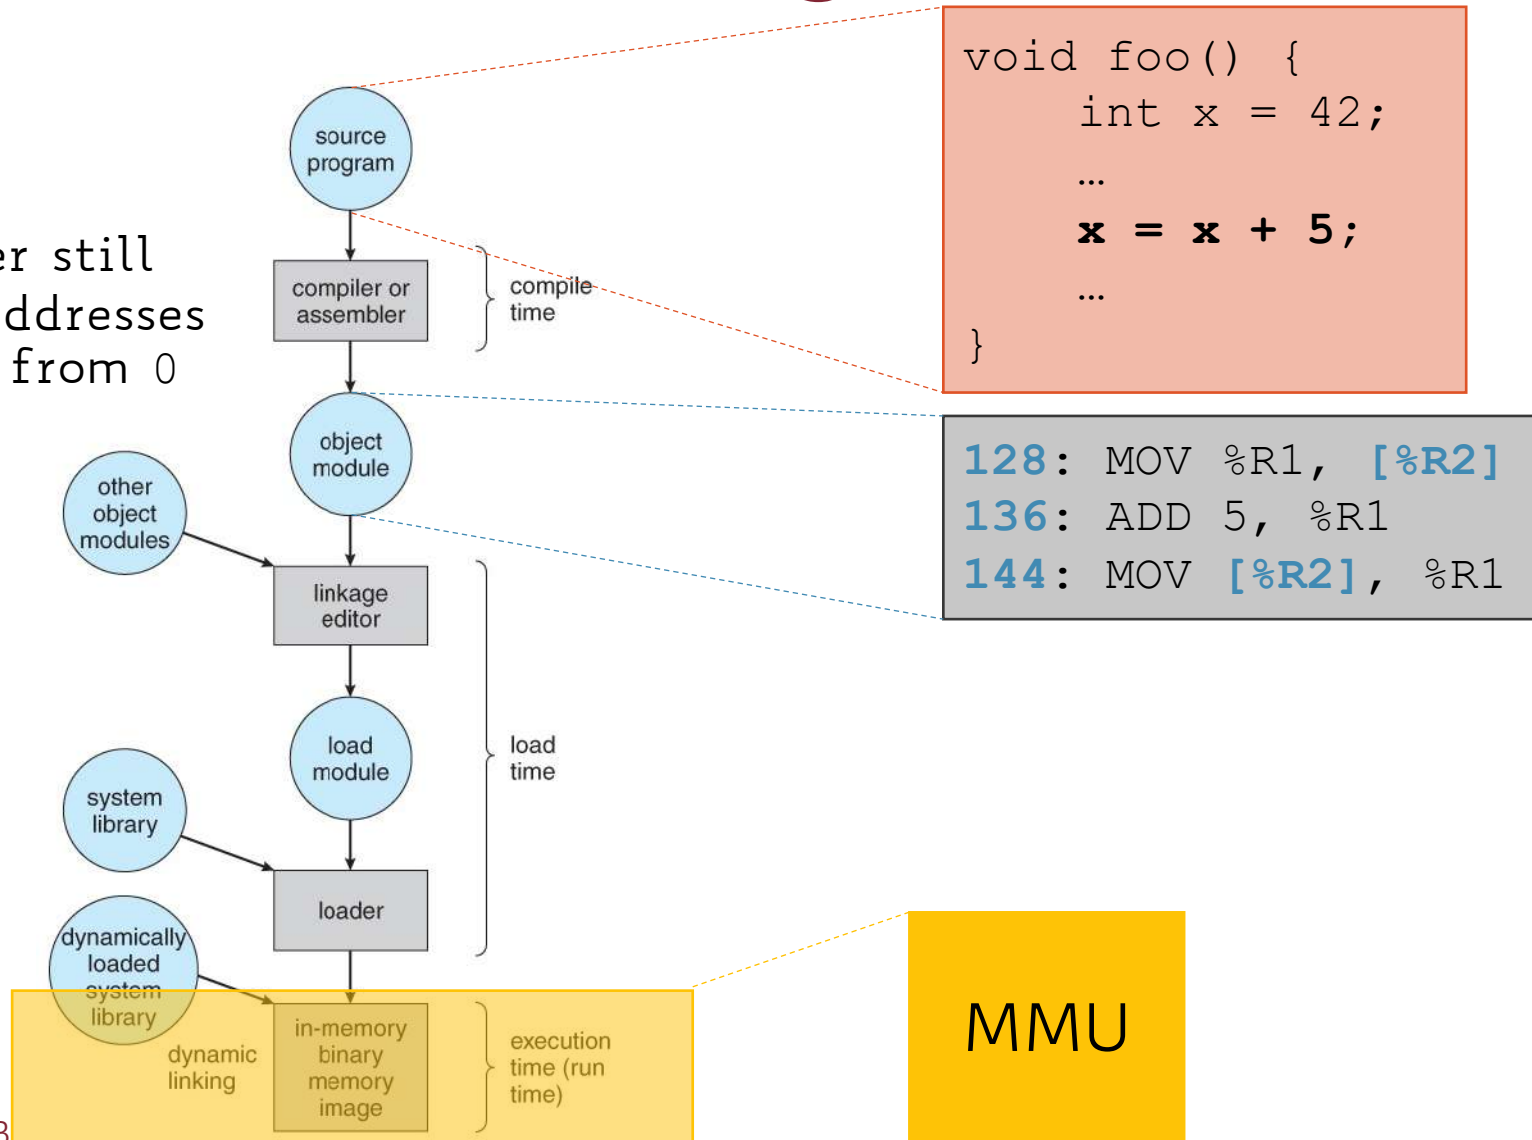 er still
ddresses
from 0
source
program
compiler or
assembler
compile
time
object
module
other
object
modules
linkage
editor
load
module
load
time
system
library
loader
dynamically
loaded
system
library
dynamic
linking
in-memory
binary
memory
image
execution
time (run
time)
void foo() {
int x = 42;
…
x = x + 5;
…
}
128: MOV %R1, [%R2]
136: ADD 5, %R1
144: MOV [%R2], %R1
MMU